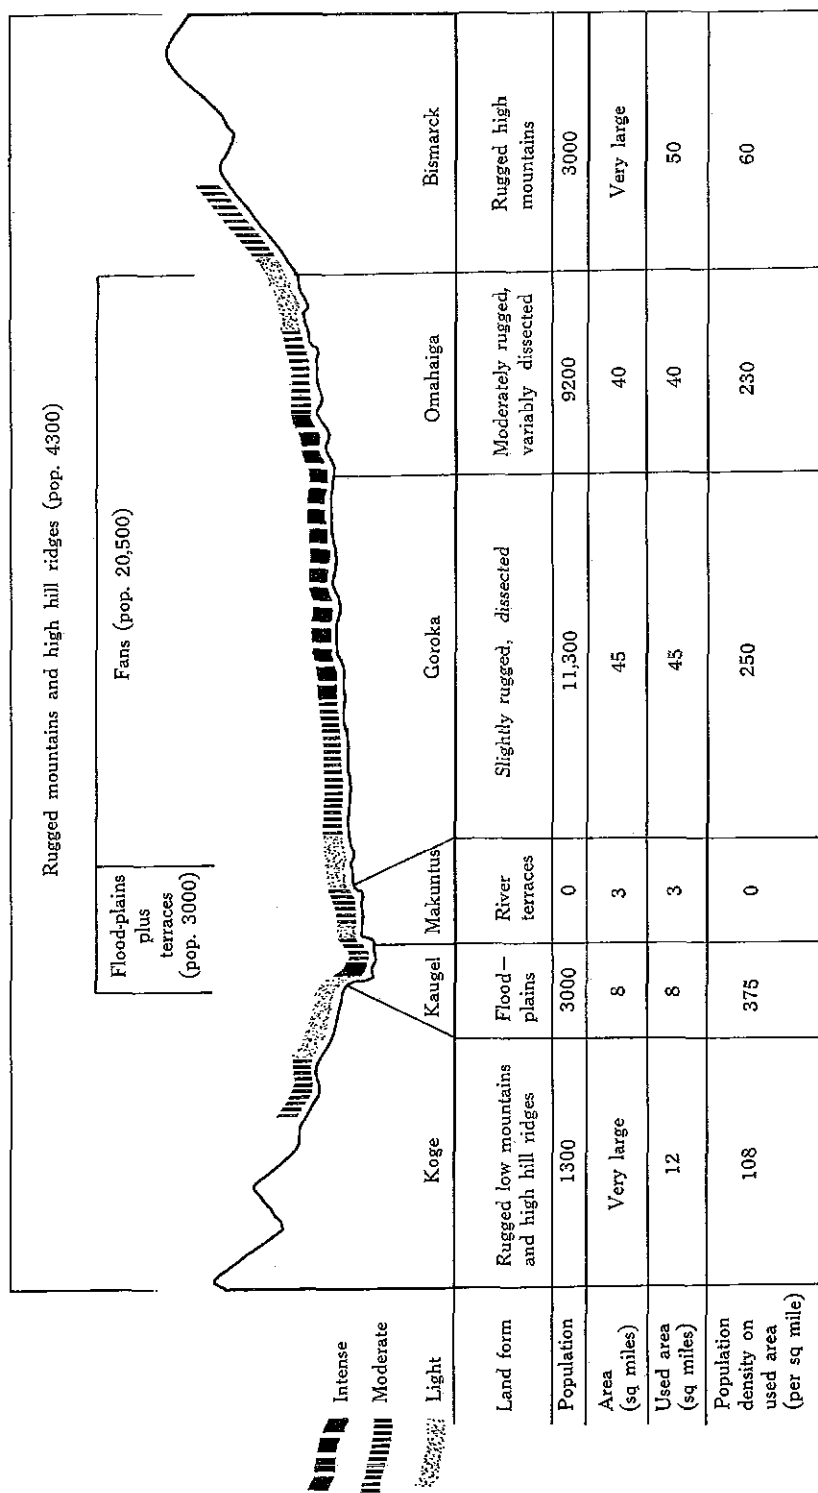 Rugged mountains and high hill ridges (pop. 4300)
Flood-plains
plus
terraces
(pop. 3000)
Fans (pop. 20,500)
Intense
Moderate
Light
Koge
Kaugel
Makuntus
Goroka
Omahaiga
Bismarck
Land form
Rugged low mountains
and high hill ridges
Flood–
plains
River
terraces
Slightly rugged, dissected
Moderately rugged,
variably dissected
Rugged high
mountains
Population
1300
3000
0
11,300
9200
3000
Area
(sq miles)
Very large
8
3
45
40
Very large
Used area
(sq miles)
12
8
3
45
40
50
Population
density on
used area
(per sq mile)
108
375
0
250
230
60